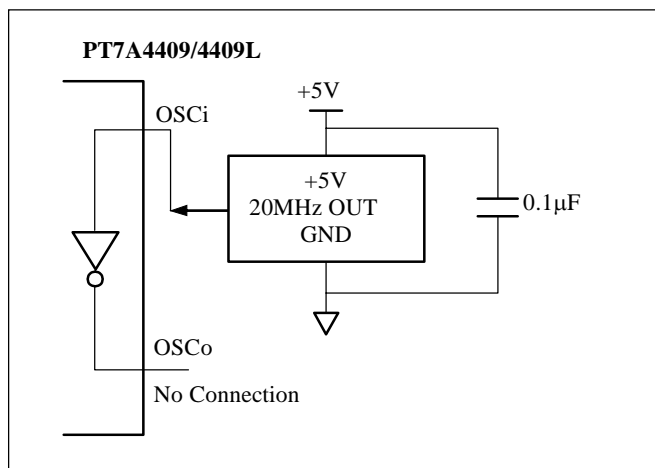 PT7A4409/4409L
OSCi
+5V
+5V
20MHz OUT
GND
0.1μF
OSCo
No Connection